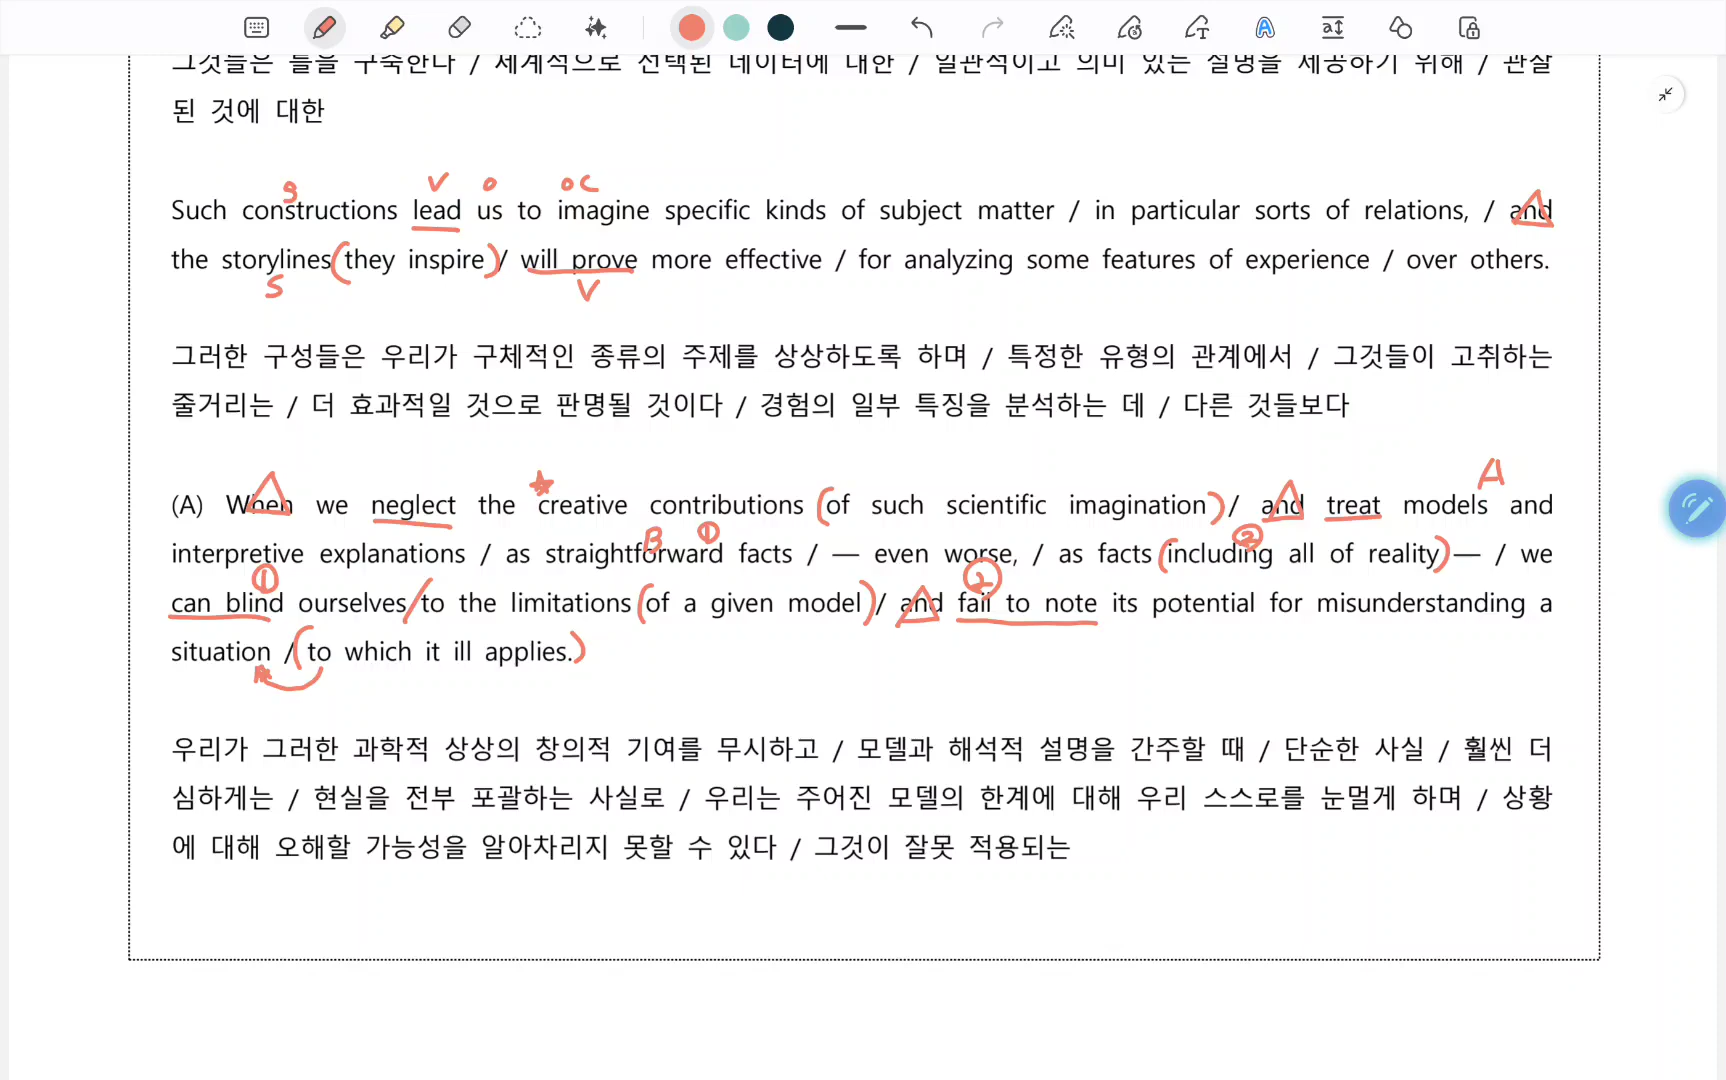 그것들은 틀을 구축한다 / 체계적으로 선택된 데이터에 대한 / 일관적이고 의미 있는 설명을 제공하기 위해 / 관찰
된 것에 대한
S V O OC
Such constructions lead us to imagine specific kinds of subject matter / in particular sorts of relations, / and
the storylines (they inspire) / will prove more effective / for analyzing some features of experience / over others.
S V
그러한 구성들은 우리가 구체적인 종류의 주제를 상상하도록 하며 / 특정한 유형의 관계에서 / 그것들이 고취하는
줄거리는 / 더 효과적일 것으로 판명될 것이다 / 경험의 일부 특징을 분석하는 데 / 다른 것들보다
A
(A) When we neglect the creative contributions (of such scientific imagination) / and treat models and
B ① ②
interpretive explanations / as straightforward facts / — even worse, / as facts (including all of reality) — / we
① ②
can blind ourselves / to the limitations (of a given model) / and fail to note its potential for misunderstanding a
situation / (to which it ill applies.)
우리가 그러한 과학적 상상의 창의적 기여를 무시하고 / 모델과 해석적 설명을 간주할 때 / 단순한 사실 / 훨씬 더
심하게는 / 현실을 전부 포괄하는 사실로 / 우리는 주어진 모델의 한계에 대해 우리 스스로를 눈멀게 하며 / 상황
에 대해 오해할 가능성을 알아차리지 못할 수 있다 / 그것이 잘못 적용되는